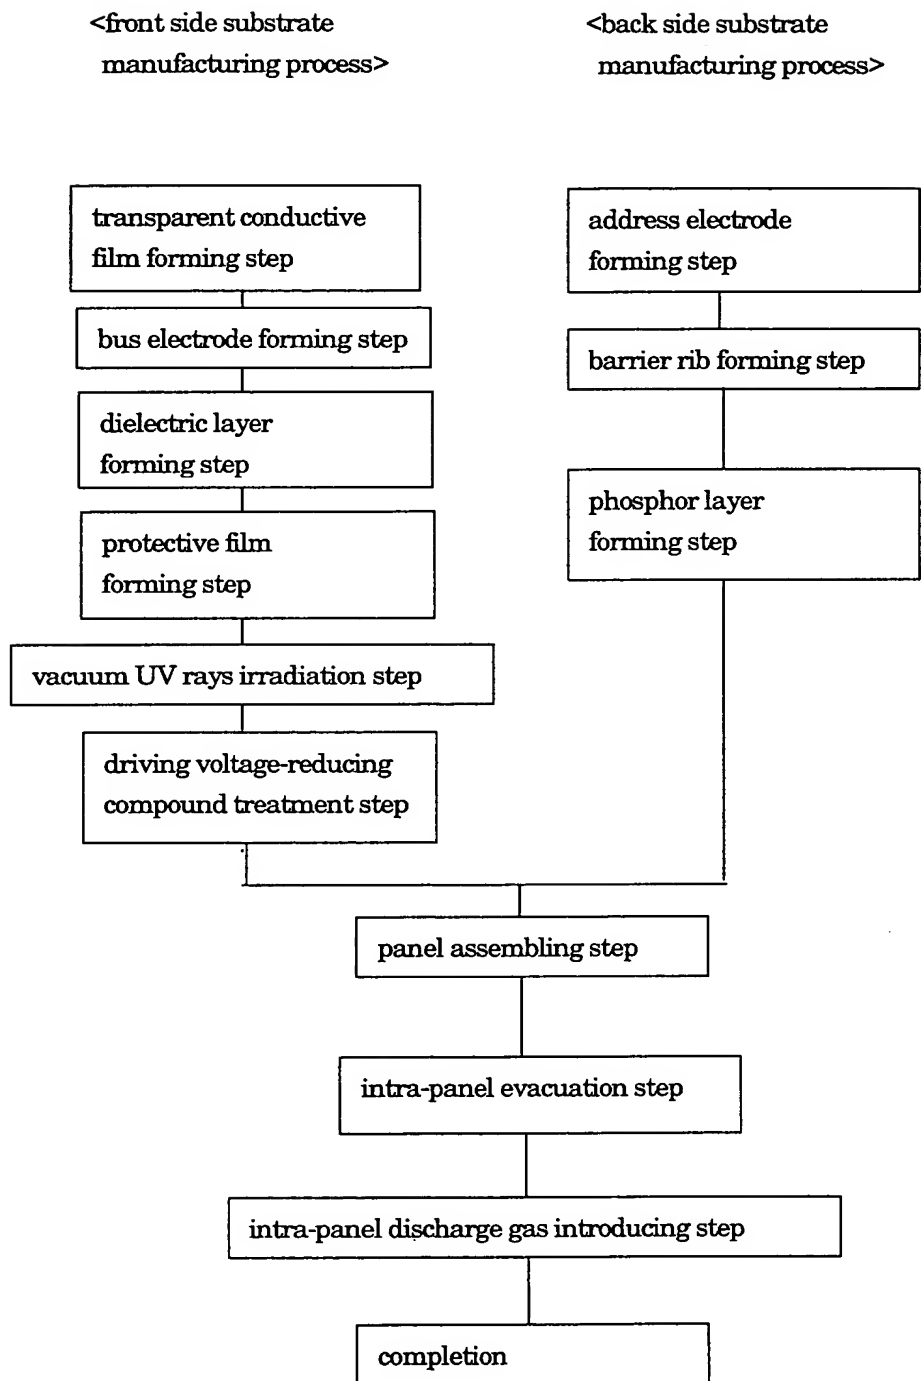 <front side substrate
manufacturing process>
<back side substrate
manufacturing process>
transparent conductive
film forming step
bus electrode forming step
dielectric layer
forming step
protective film
forming step
vacuum UV rays irradiation step
driving voltage-reducing
compound treatment step
address electrode
forming step
barrier rib forming step
phosphor layer
forming step
panel assembling step
intra-panel evacuation step
intra-panel discharge gas introducing step
completion